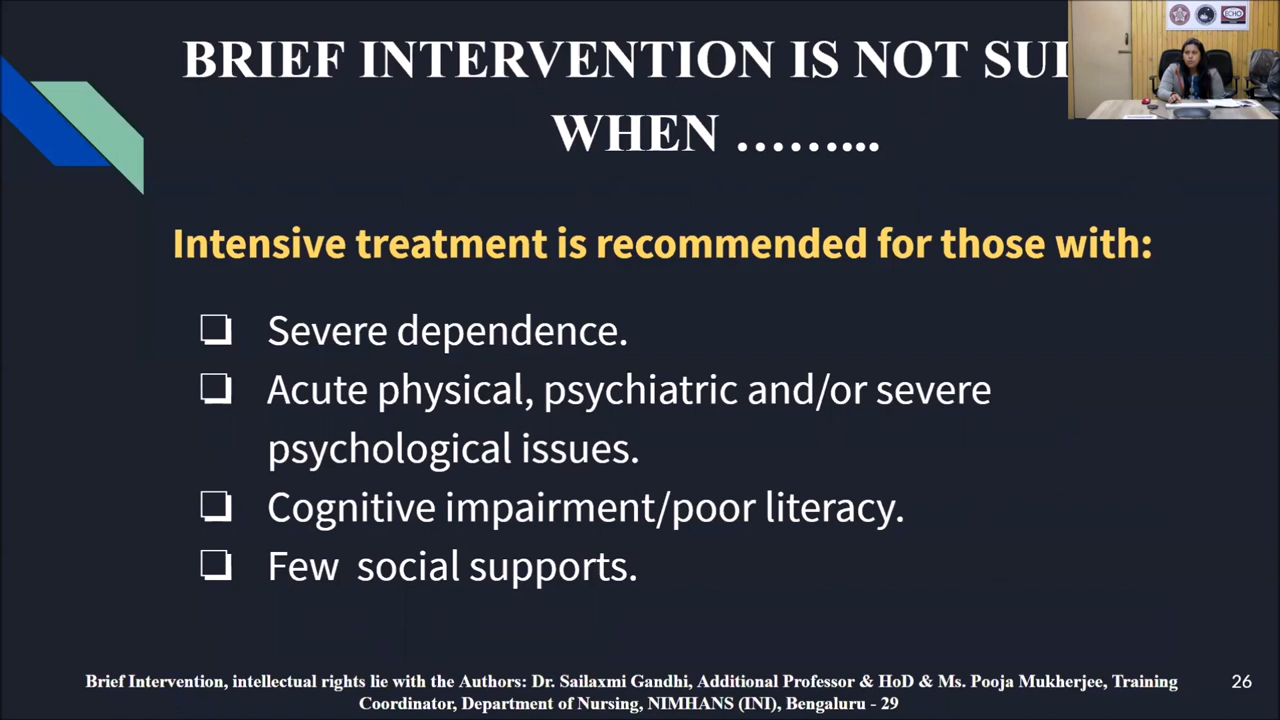 BRIEF INTERVENTION IS NOT
WHEN ……...
Intensive treatment is recommended for those with:
❏ Severe dependence.
❏ Acute physical, psychiatric and/or severe
psychological issues.
❏ Cognitive impairment/poor literacy.
❏ Few social supports.
Brief Intervention, intellectual rights lie with the Authors: Dr. Sailaxmi Gandhi, Additional Professor & HoD & Ms. Pooja Mukherjee, Training
Coordinator, Department of Nursing, NIMHANS (INI), Bengaluru - 29
26
ECHO